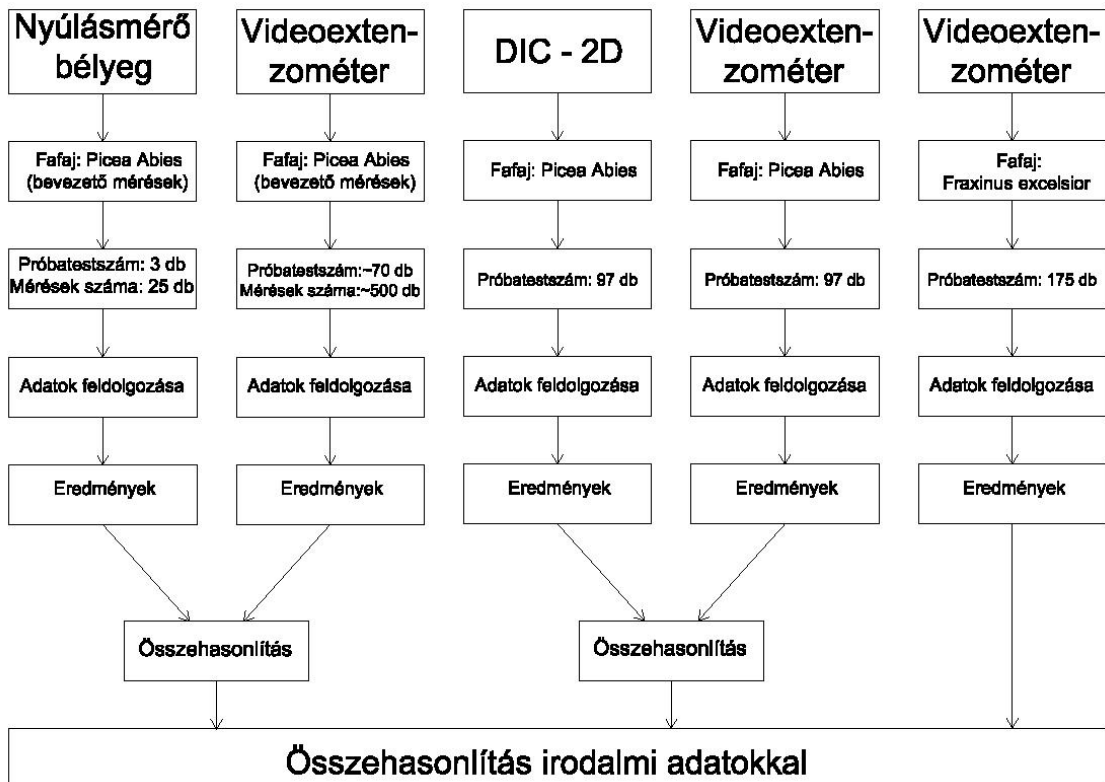 Nyúlásmérő
bélyeg
Videoexten-
zométer
DIC - 2D
Videoexten-
zométer
Videoexten-
zométer
Fafaj: Picea Abies
(bevezető mérések)
Fafaj: Picea Abies
(bevezető mérések)
Fafaj: Picea Abies
Fafaj: Picea Abies
Fafaj:
Fraxinus excelsior
Próbatestszám: 3 db
Mérések száma: 25 db
Próbatestszám:~70 db
Mérések száma:~500 db
Próbatestszám: 97 db
Próbatestszám: 97 db
Próbatestszám: 175 db
Adatok feldolgozása
Adatok feldolgozása
Adatok feldolgozása
Adatok feldolgozása
Adatok feldolgozása
Eredmények
Eredmények
Eredmények
Eredmények
Eredmények
Összehasonlítás
Összehasonlítás
Összehasonlítás irodalmi adatokkal